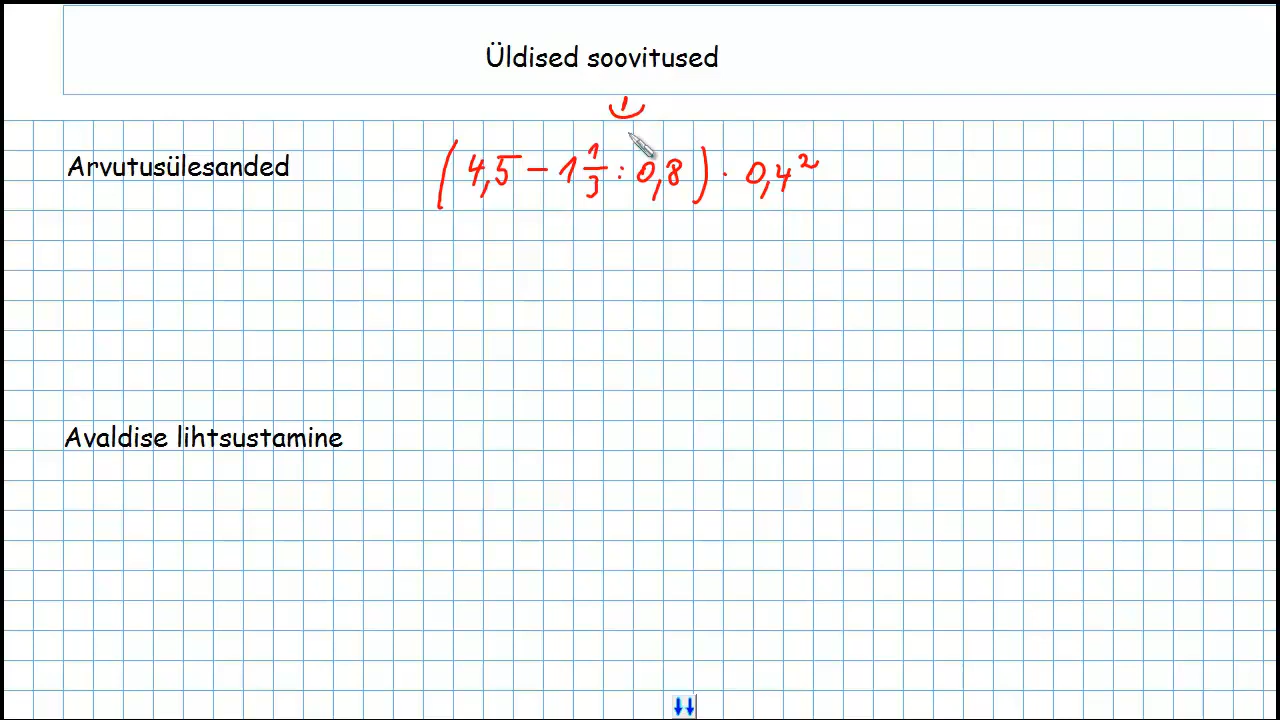 Üldised soovitused
1
Arvutusülesanded (4,5 − 1 1/3 : 0,8) · 0,4²
Avaldise lihtsustamine